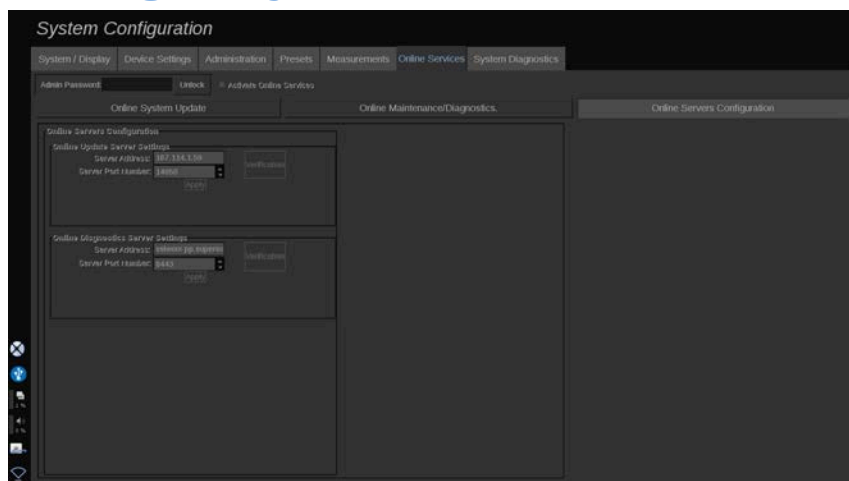 System Configuration
System / Display Device Settings Administration Presets Measurements Online Services System Diagnostics
Admin Password: Unlock Activate Online Services
Online System Update Online Maintenance/Diagnostics. Online Servers Configuration
Online Servers Configuration
Online Update Server Settings
Server Address:
Verification
Server Port Number: 14050
Apply
Online Diagnostics Server Settings
Server Address:
Verification
Server Port Number: 8443
Apply